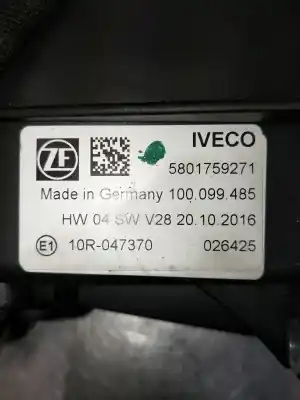 ZF
IVECO
5801759271
Made in Germany 100.099.485
HW 04 SW V28 20.10.2016
E1 10R-047370 026425